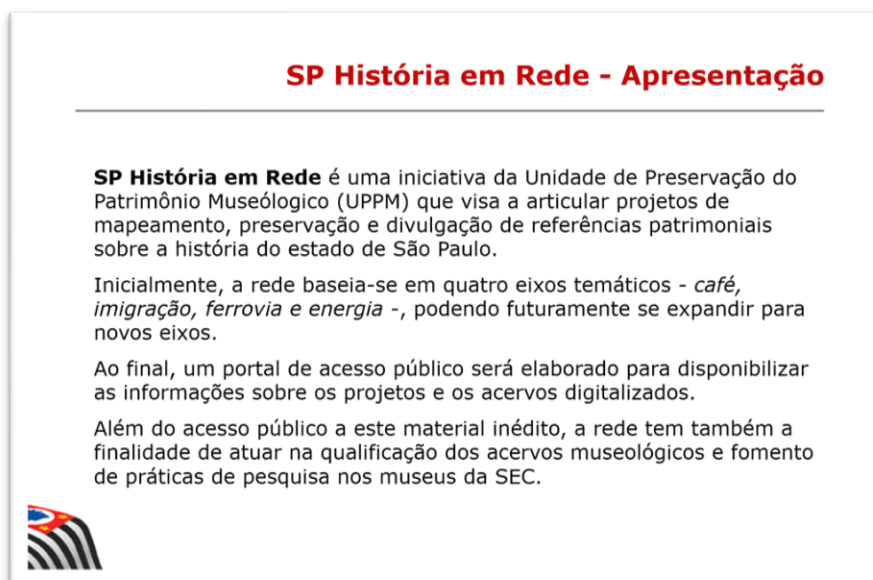 SP História em Rede - Apresentação
SP História em Rede é uma iniciativa da Unidade de Preservação do
Patrimônio Museólogico (UPPM) que visa a articular projetos de
mapeamento, preservação e divulgação de referências patrimoniais
sobre a história do estado de São Paulo.
Inicialmente, a rede baseia-se em quatro eixos temáticos - café,
imigração, ferrovia e energia -, podendo futuramente se expandir para
novos eixos.
Ao final, um portal de acesso público será elaborado para disponibilizar
as informações sobre os projetos e os acervos digitalizados.
Além do acesso público a este material inédito, a rede tem também a
finalidade de atuar na qualificação dos acervos museológicos e fomento
de práticas de pesquisa nos museus da SEC.